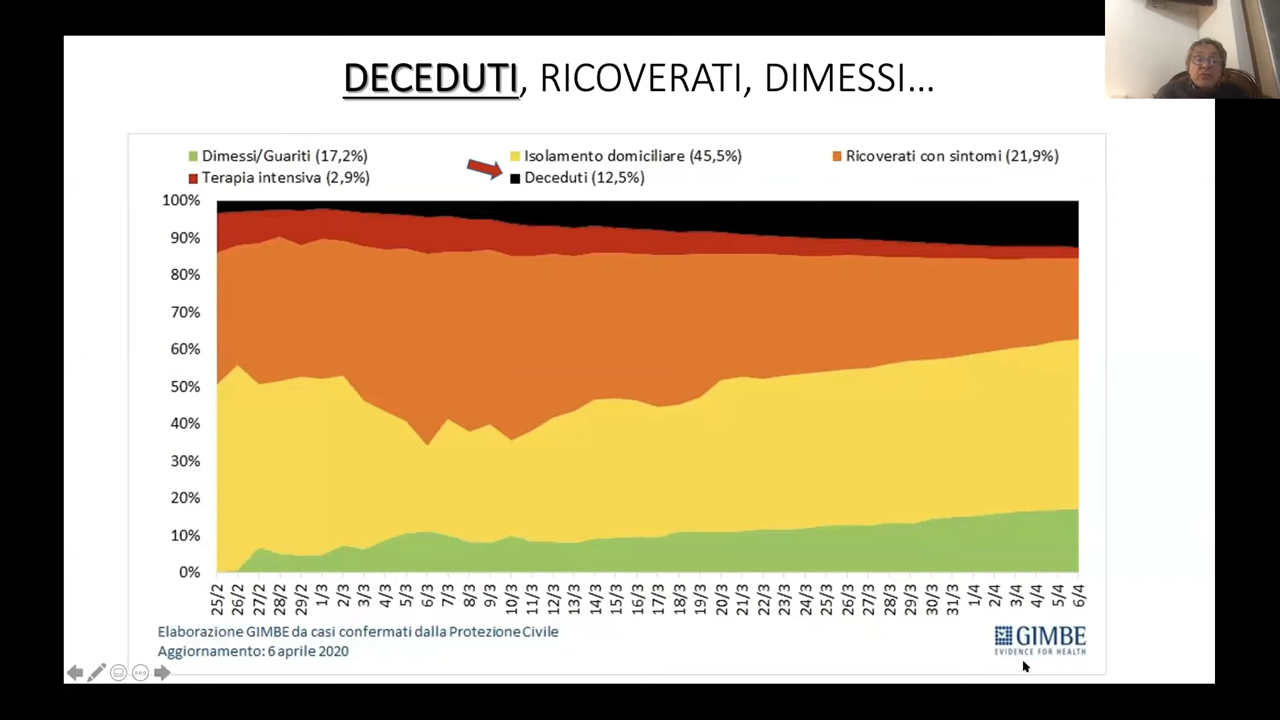 DECEDUTI, RICOVERATI, DIMESSI...
Dimessi/Guariti (17,2%)
Isolamento domiciliare (45,5%)
Ricoverati con sintomi (21,9%)
Terapia intensiva (2,9%)
Deceduti (12,5%)
100%
90%
80%
70%
60%
50%
40%
30%
20%
10%
0%
25/2 26/2 27/2 28/2 29/2 1/3 2/3 3/3 4/3 5/3 6/3 7/3 8/3 9/3 10/3 11/3 12/3 13/3 14/3 15/3 16/3 17/3 18/3 19/3 20/3 21/3 22/3 23/3 24/3 25/3 26/3 27/3 28/3 29/3 30/3 31/3 1/4 2/4 3/4 4/4 5/4 6/4
Elaborazione GIMBE da casi confermati dalla Protezione Civile
Aggiornamento: 6 aprile 2020
GIMBE
EVIDENCE FOR HEALTH